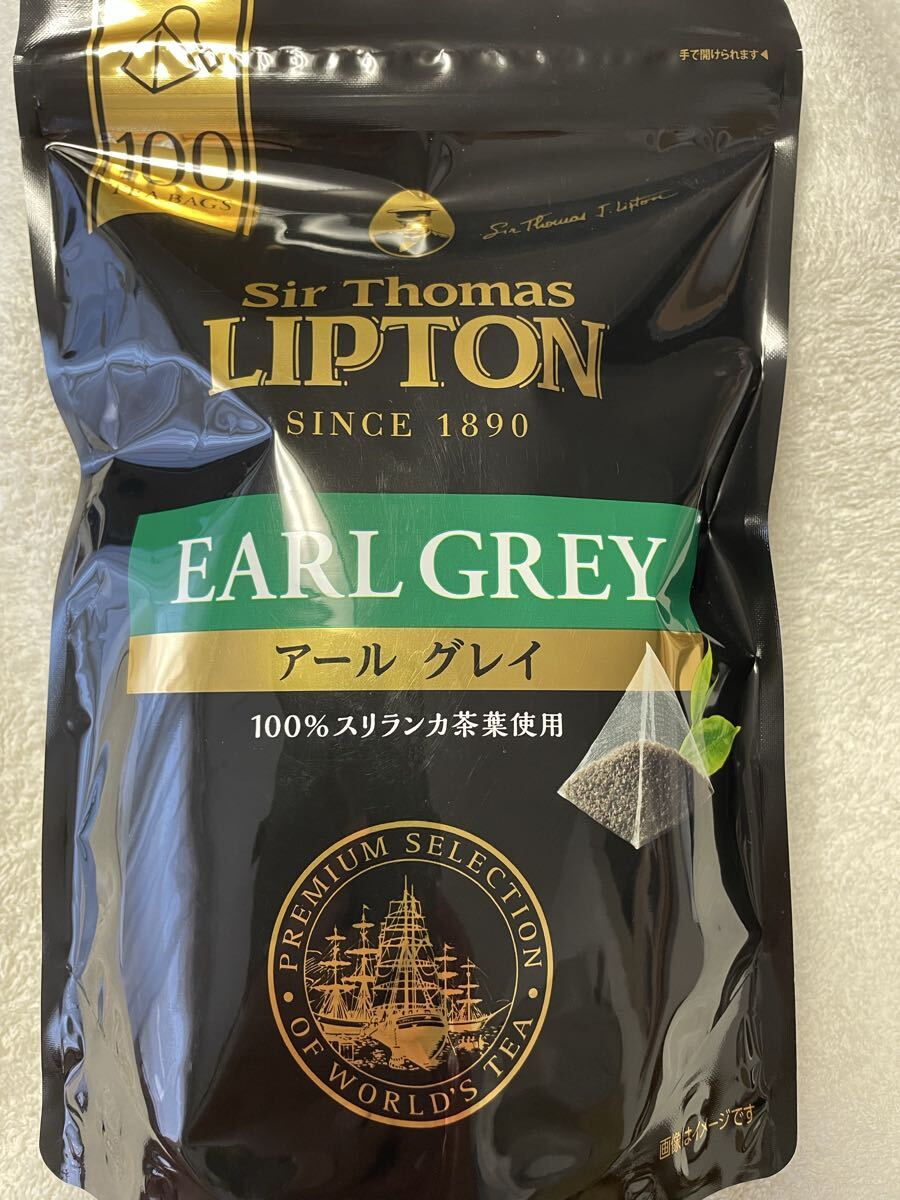 手で開けられます◀
100
TEA BAGS
Sir Thomas J. Lipton
Sir Thomas
LIPTON
SINCE 1890
EARL GREY
アール グレイ
100%スリランカ茶葉使用
PREMIUM SELECTION
OF WORLD'S TEA
画像はイメージです